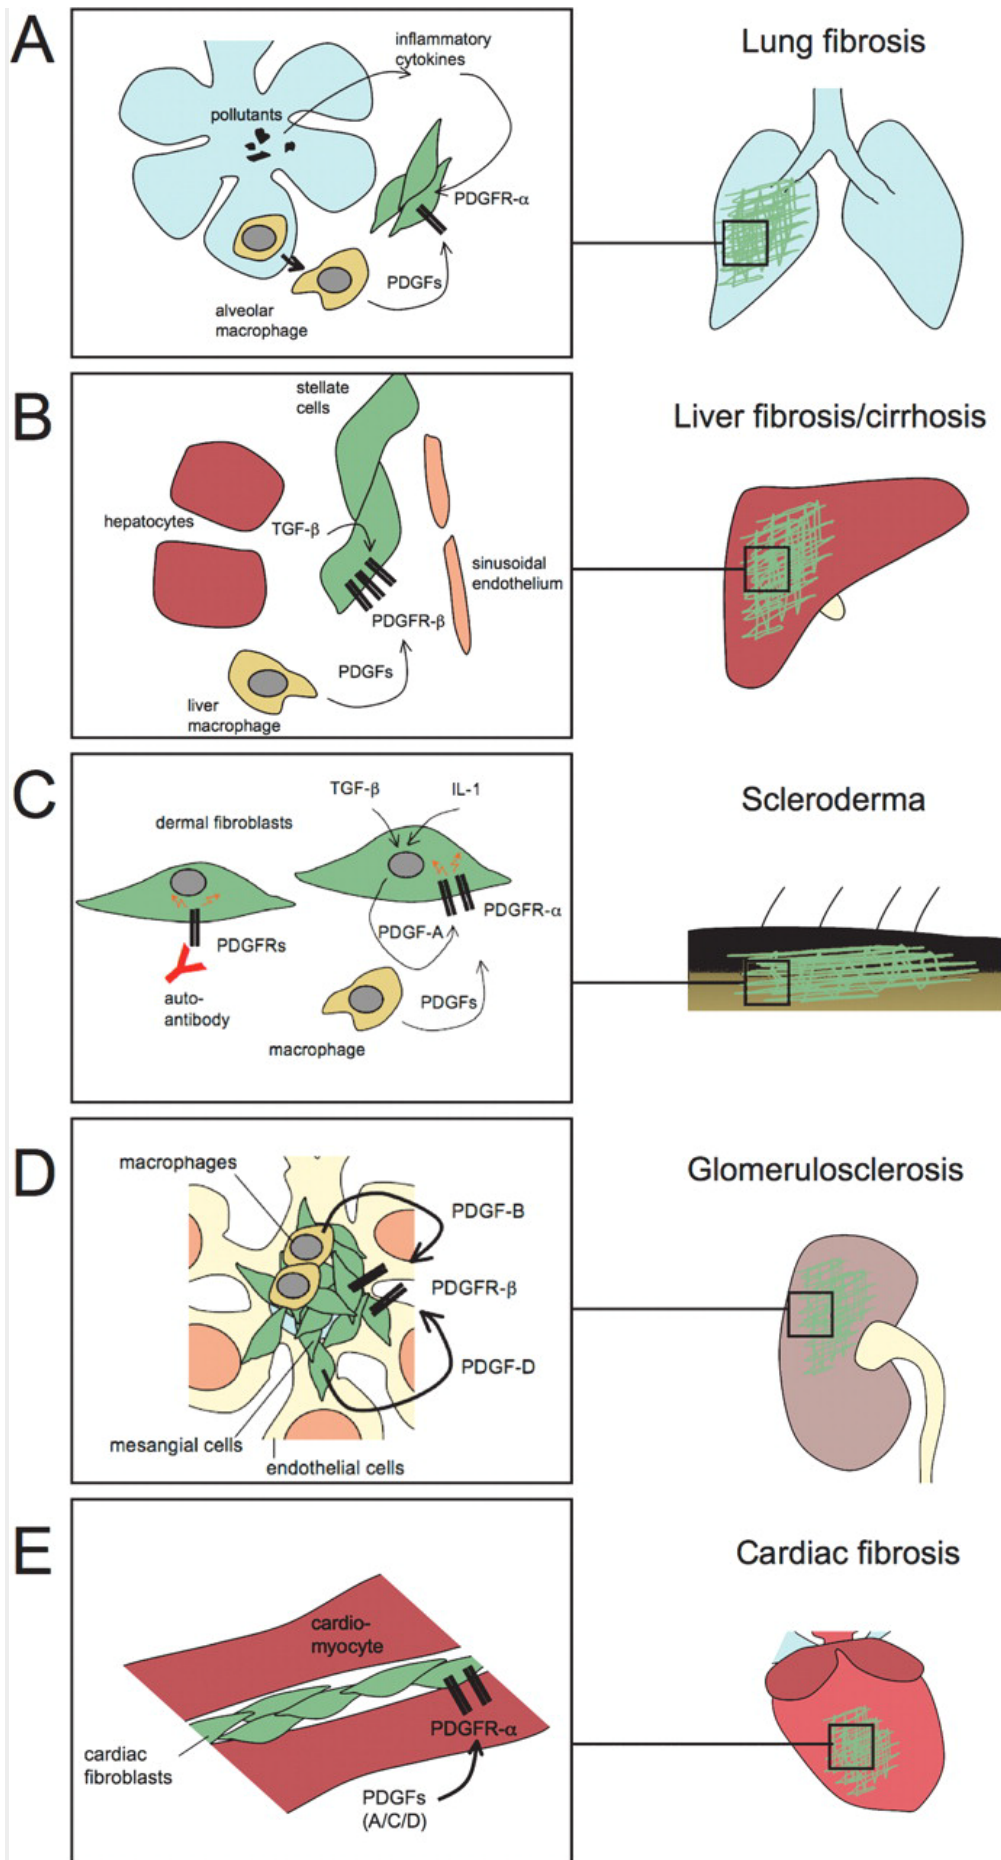 A
Lung fibrosis
inflammatory
cytokines
pollutants
PDGFR-α
PDGFs
alveolar
macrophage
B
Liver fibrosis/cirrhosis
stellate
cells
hepatocytes
TGF-β
sinusoidal
endothelium
PDGFR-β
PDGFs
liver
macrophage
C
Scleroderma
TGF-β
IL-1
dermal fibroblasts
PDGFR-α
PDGF-A
PDGFRs
auto-
antibody
PDGFs
macrophage
D
Glomerulosclerosis
macrophages
PDGF-B
PDGFR-β
PDGF-D
mesangial cells
endothelial cells
E
Cardiac fibrosis
cardio-
myocyte
PDGFR-α
cardiac
fibroblasts
PDGFs
(A/C/D)